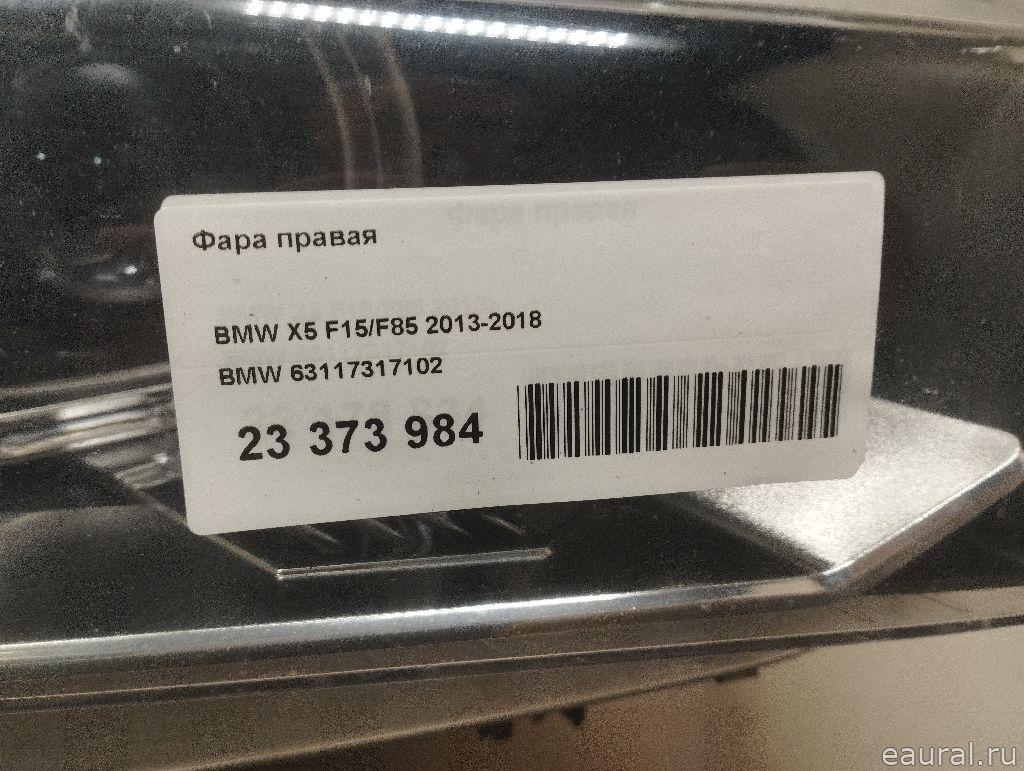 Фара правая
BMW X5 F15/F85 2013-2018
BMW 63117317102
23 373 984
eaural.ru